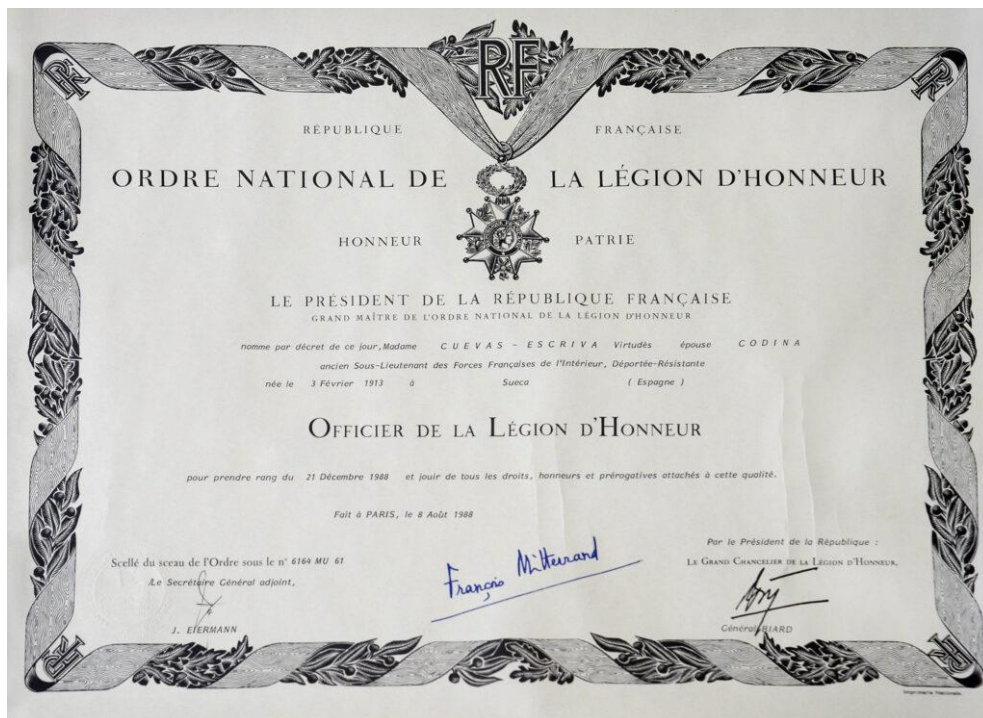 RF
RÉPUBLIQUE FRANÇAISE
ORDRE NATIONAL DE LA LÉGION D'HONNEUR
HONNEUR PATRIE
LE PRÉSIDENT DE LA RÉPUBLIQUE FRANÇAISE
GRAND MAÎTRE DE L'ORDRE NATIONAL DE LA LÉGION D'HONNEUR
nomme par décret de ce jour, Madame CUEVAS - ESCRIVA Virtudès épouse CODINA
ancien Sous-Lieutenant des Forces Françaises de l'Intérieur, Déportée-Résistante
née le 3 Février 1913 à Sueca ( Espagne )
OFFICIER DE LA LÉGION D'HONNEUR
pour prendre rang du 21 Décembre 1988 et jouir de tous les droits, honneurs et prérogatives attachés à cette qualité.
Fait à PARIS, le 8 Août 1988
Scellé du sceau de l'Ordre sous le n° 6164 MU 61
Le Secrétaire Général adjoint,
J. EIERMANN
François Mitterrand
Par le Président de la République :
LE GRAND CHANCELIER DE LA LÉGION D'HONNEUR,
Général BIARD
RF
RF
RF
RF
Imprimerie Nationale